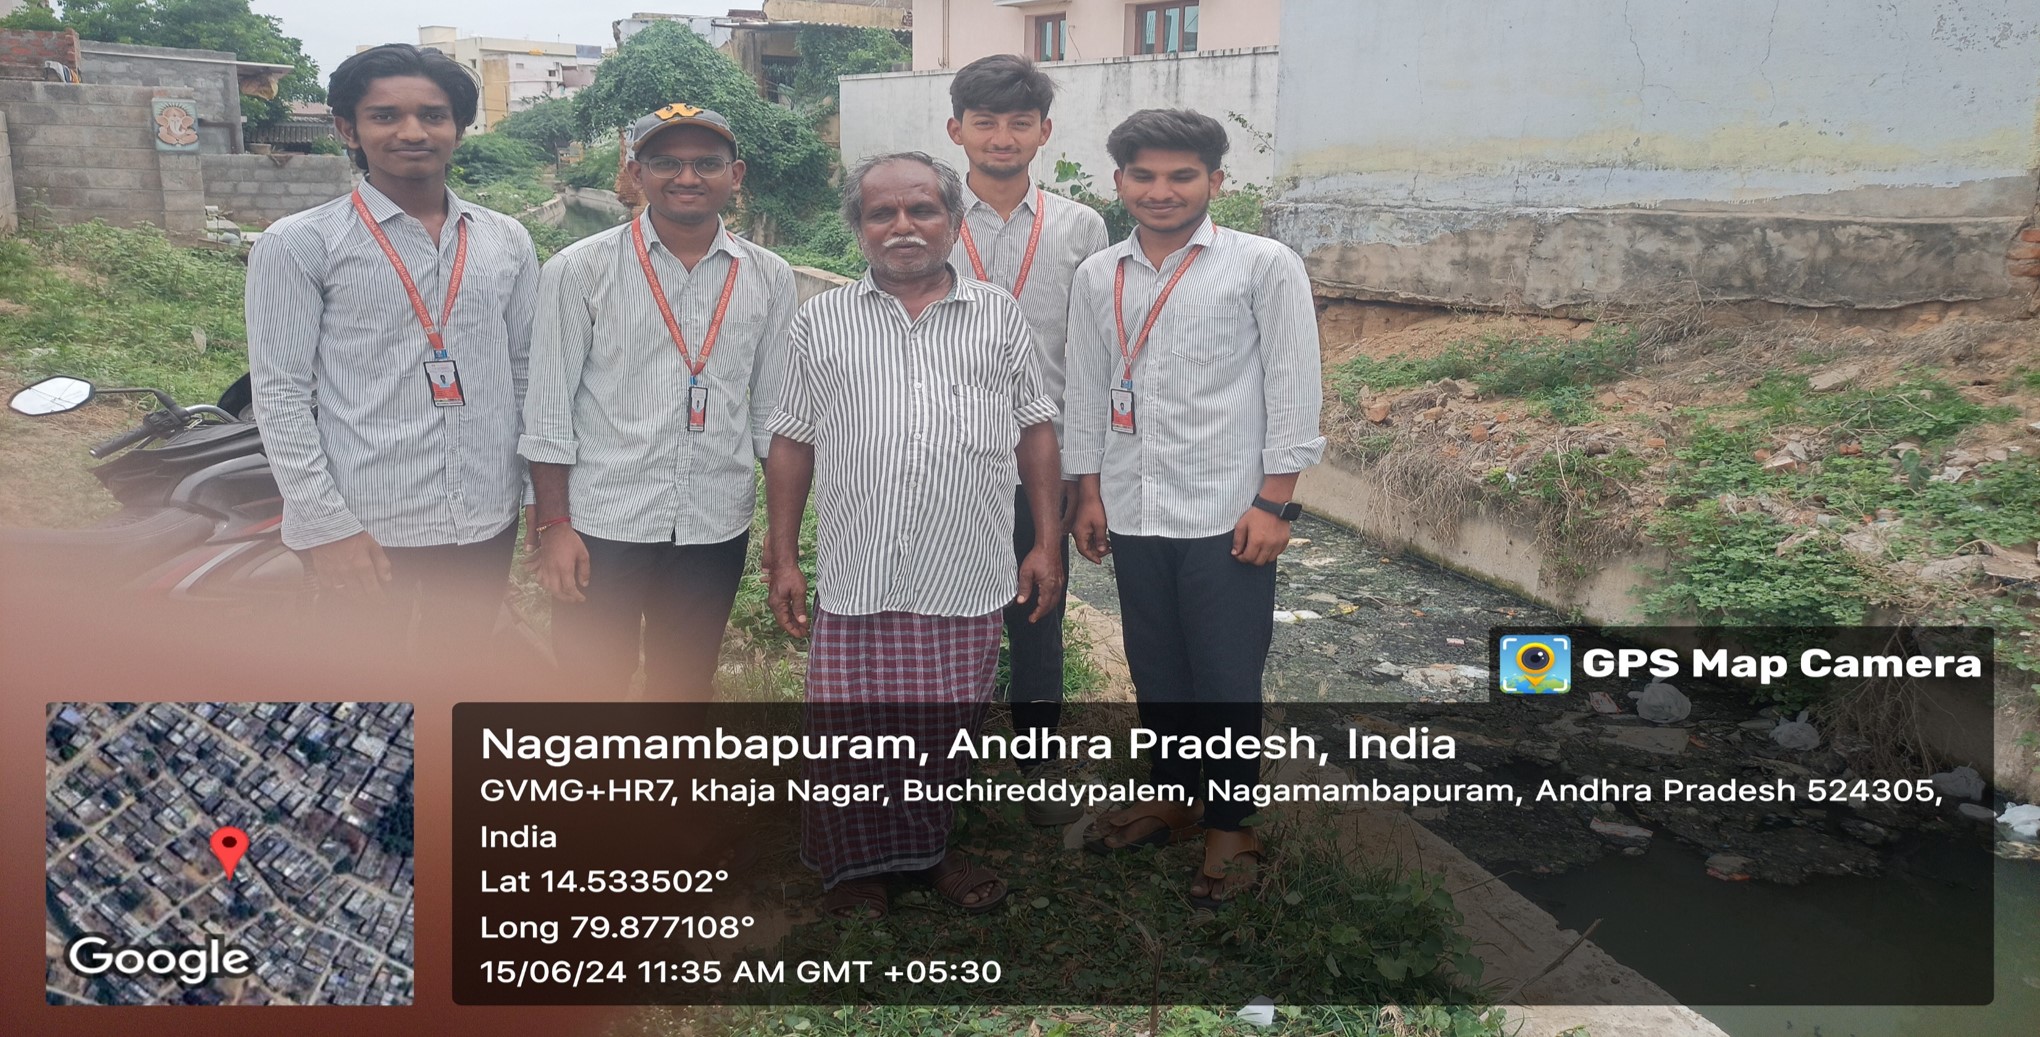 GPS Map Camera
Nagamambapuram, Andhra Pradesh, India
GVMG+HR7, khaja Nagar, Buchireddypalem, Nagamambapuram, Andhra Pradesh 524305,
India
Lat 14.533502°
Long 79.877108°
15/06/24 11:35 AM GMT +05:30
Google